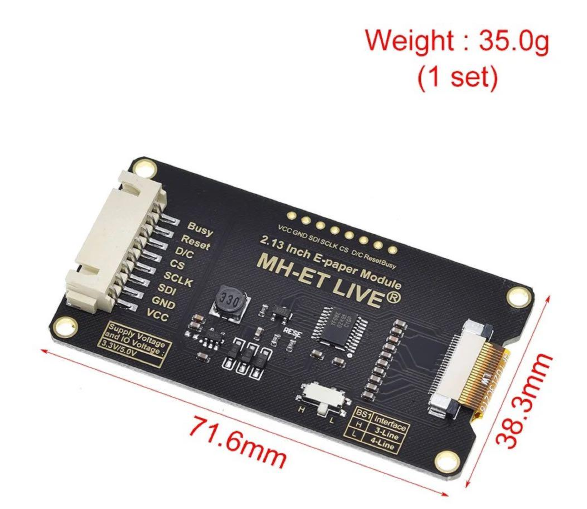 Weight : 35.0g
(1 set)
VCC GND SDI SCLK CS D/C Reset Busy
2.13 Inch E-paper Module
MH-ET LIVE®
Busy
Reset
D/C
CS
SCLK
SDI
GND
VCC
Supply Voltage
and IO Voltage :
3.3V/5.0V
330
RESE
H L
BS1 Interface
H 3-Line
L 4-Line
71.6mm
38.3mm